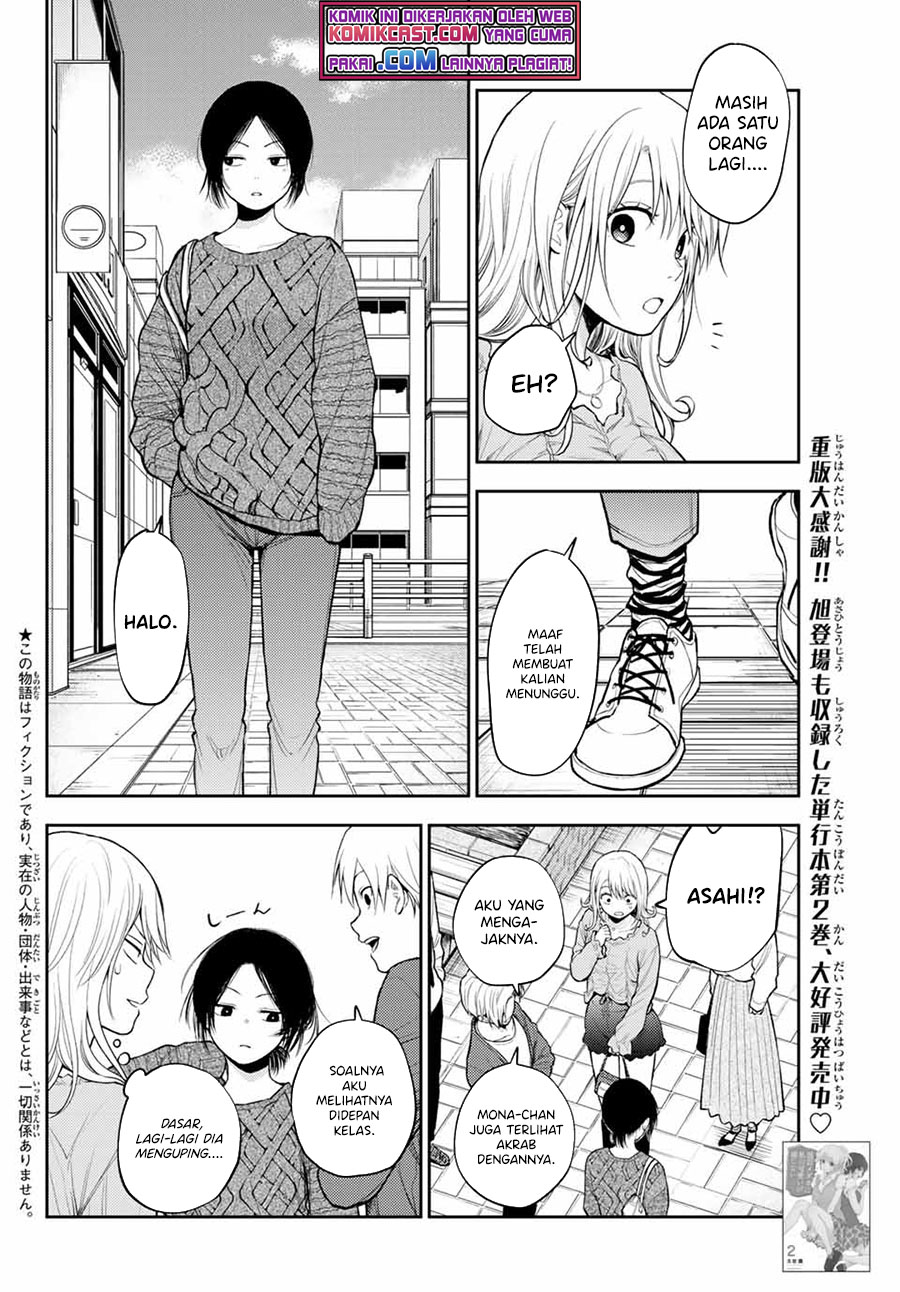 KOMIK INI DIKERJAKAN OLEH WEB
KOMIKCAST.COM YANG CUMA
PAKAI .COM LAINNYA PLAGIAT!
MASIH
ADA SATU
ORANG
LAGI....
EH?
MAAF
TELAH
MEMBUAT
KALIAN
MENUNGGU.
HALO.
ASAHI!?
AKU YANG
MENGA-
JAKNYA.
MONA-CHAN
JUGA TERLIHAT
AKRAB
DENGANNYA.
SOALNYA
AKU
MELIHATNYA
DIDEPAN
KELAS.
しーん
DASAR,
LAGI-LAGI DIA
MENGUPING....
重版大感謝!! 旭登場も収録した単行本第2巻、大好評発売中♡
★この物語はフィクションであり、実在の人物・団体・出来事などとは、一切関係ありません。
2